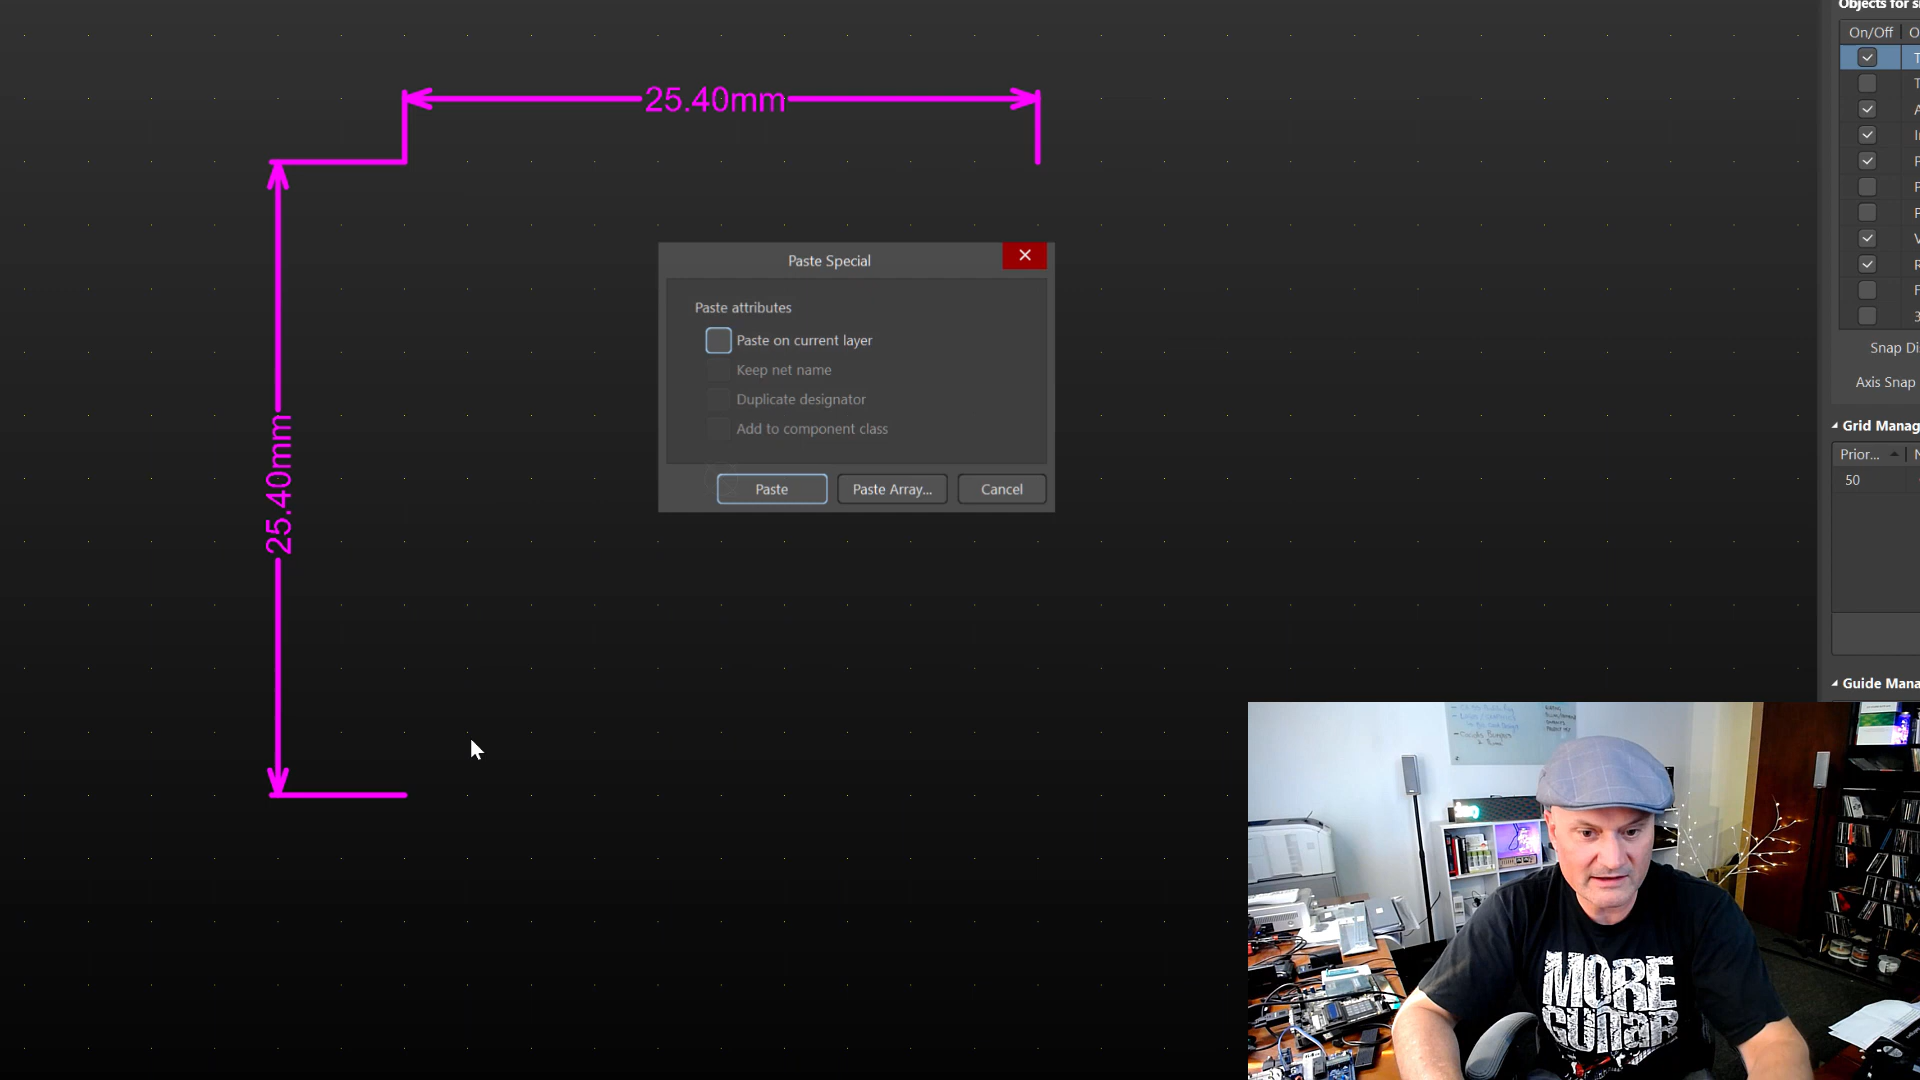 Objects for s
On/Off
25.40mm
25.40mm
Paste Special
Paste attributes
Paste on current layer
Keep net name
Duplicate designator
Add to component class
Paste
Paste Array...
Cancel
3
Snap Di
Axis Snap
Grid Manag
Prior...
50
Guide Mana
MORE
GUITAR